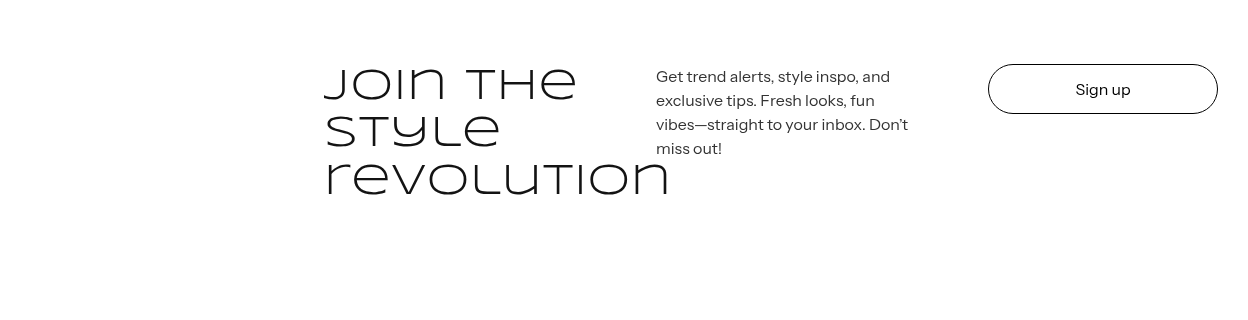 Join the
style
revolution
Get trend alerts, style inspo, and
exclusive tips. Fresh looks, fun
vibes—straight to your inbox. Don’t
miss out!
Sign up